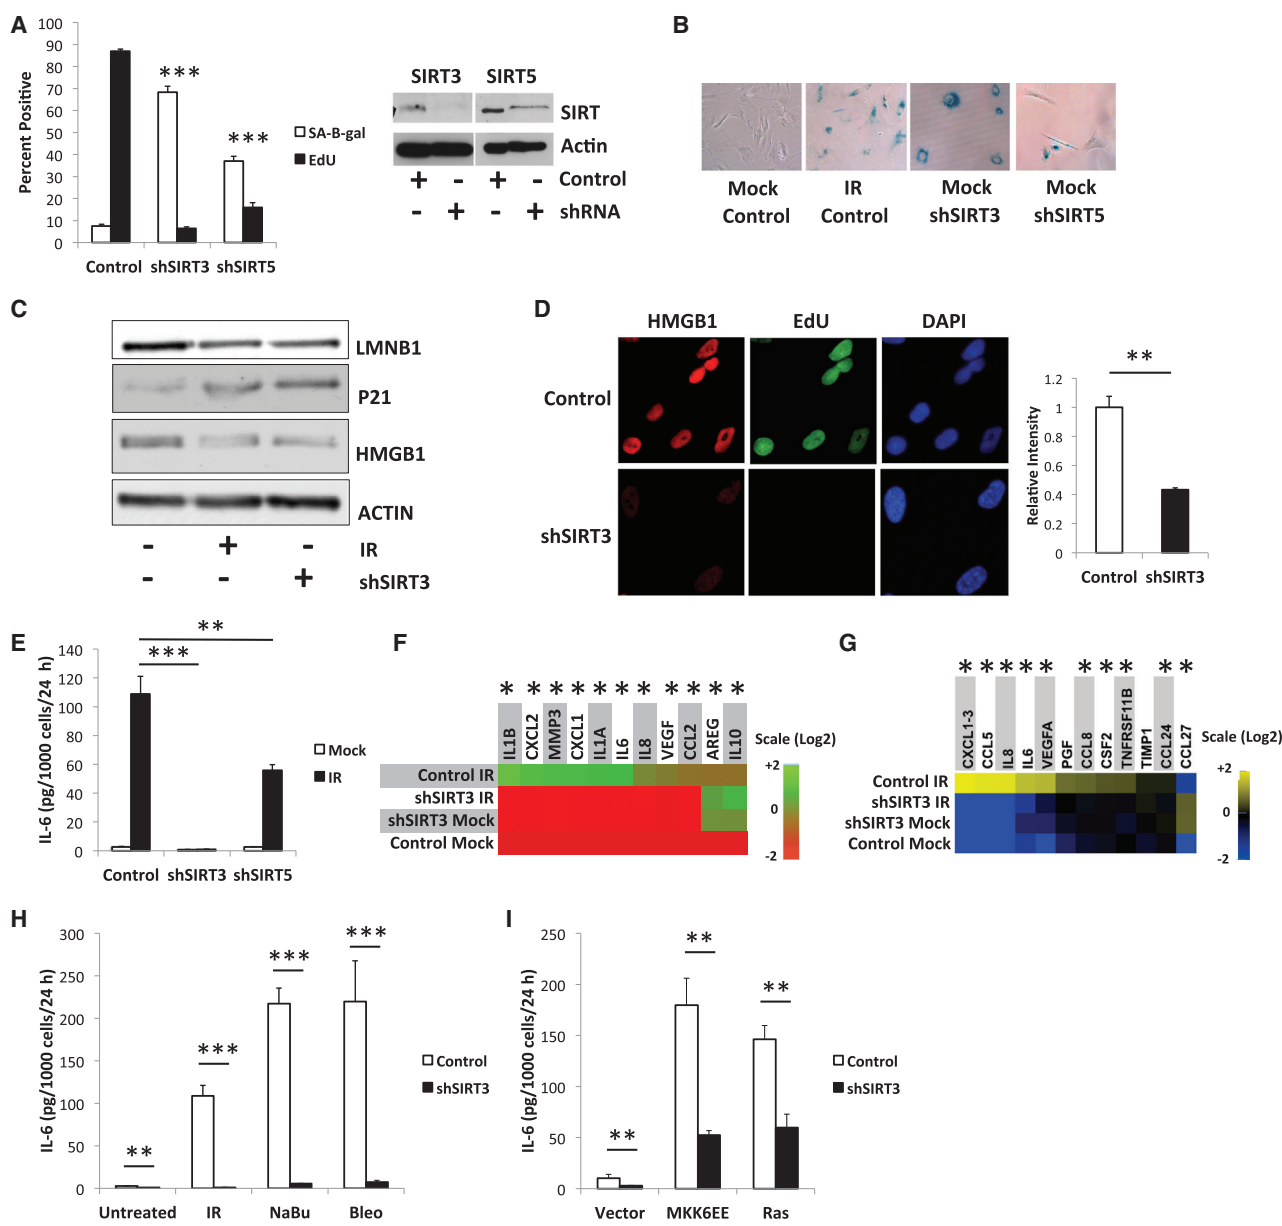 A
100
90
80
70
60
50
40
30
20
10
0
Percent Positive
***
***
SA-B-gal
EdU
Control shSIRT3 shSIRT5
SIRT3 SIRT5
SIRT
Actin
+ - + - Control
- + - + shRNA
B
Mock Control
IR Control
Mock shSIRT3
Mock shSIRT5
C
LMNB1
P21
HMGB1
ACTIN
- + - IR
- - + shSIRT3
D
HMGB1 EdU DAPI
Control
shSIRT3
**
1.2
1
0.8
0.6
0.4
0.2
0
Relative Intensity
Control shSIRT3
E
**
***
140
120
100
80
60
40
20
0
IL-6 (pg/1000 cells/24 h)
Mock
IR
Control shSIRT3 shSIRT5
F
* * * * * * * * * * *
IL1B CXCL2 MMP3 CXCL1 IL1A IL6 IL8 VEGF CCL2 AREG IL10
Control IR
shSIRT3 IR
shSIRT3 Mock
Control Mock
Scale (Log2)
+2
0
-2
G
* * * * * * * * * *
CXCL1-3 CCL5 IL8 IL6 VEGFA PGF CCL8 CSF2 TNFRSF11B TIMP1 CCL24 CCL27
Control IR
shSIRT3 IR
shSIRT3 Mock
Control Mock
Scale (Log2)
+2
0
-2
H
300
250
200
150
100
50
0
IL-6 (pg/1000 cells/24 h)
**
***
***
***
Control
shSIRT3
Untreated IR NaBu Bleo
I
250
200
150
100
50
0
IL-6 (pg/1000 cells/24 h)
**
**
**
Control
shSIRT3
Vector MKK6EE Ras